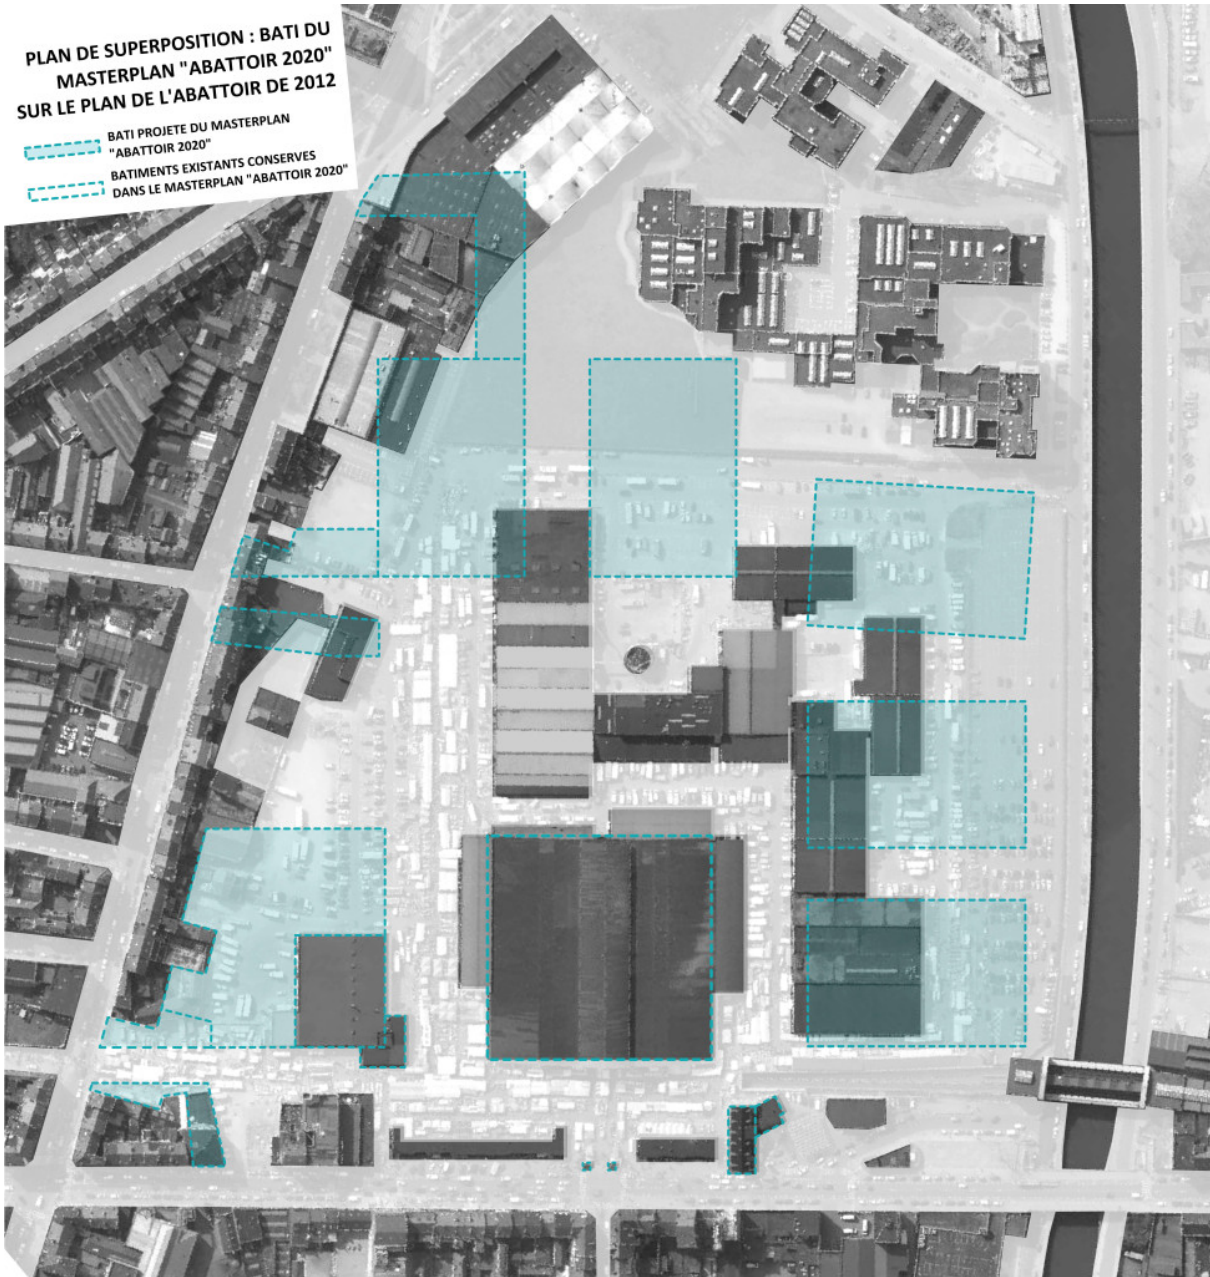 PLAN DE SUPERPOSITION : BATI DU
MASTERPLAN "ABATTOIR 2020"
SUR LE PLAN DE L'ABATTOIR DE 2012
BATI PROJETE DU MASTERPLAN
"ABATTOIR 2020"
BATIMENTS EXISTANTS CONSERVES
DANS LE MASTERPLAN "ABATTOIR 2020"